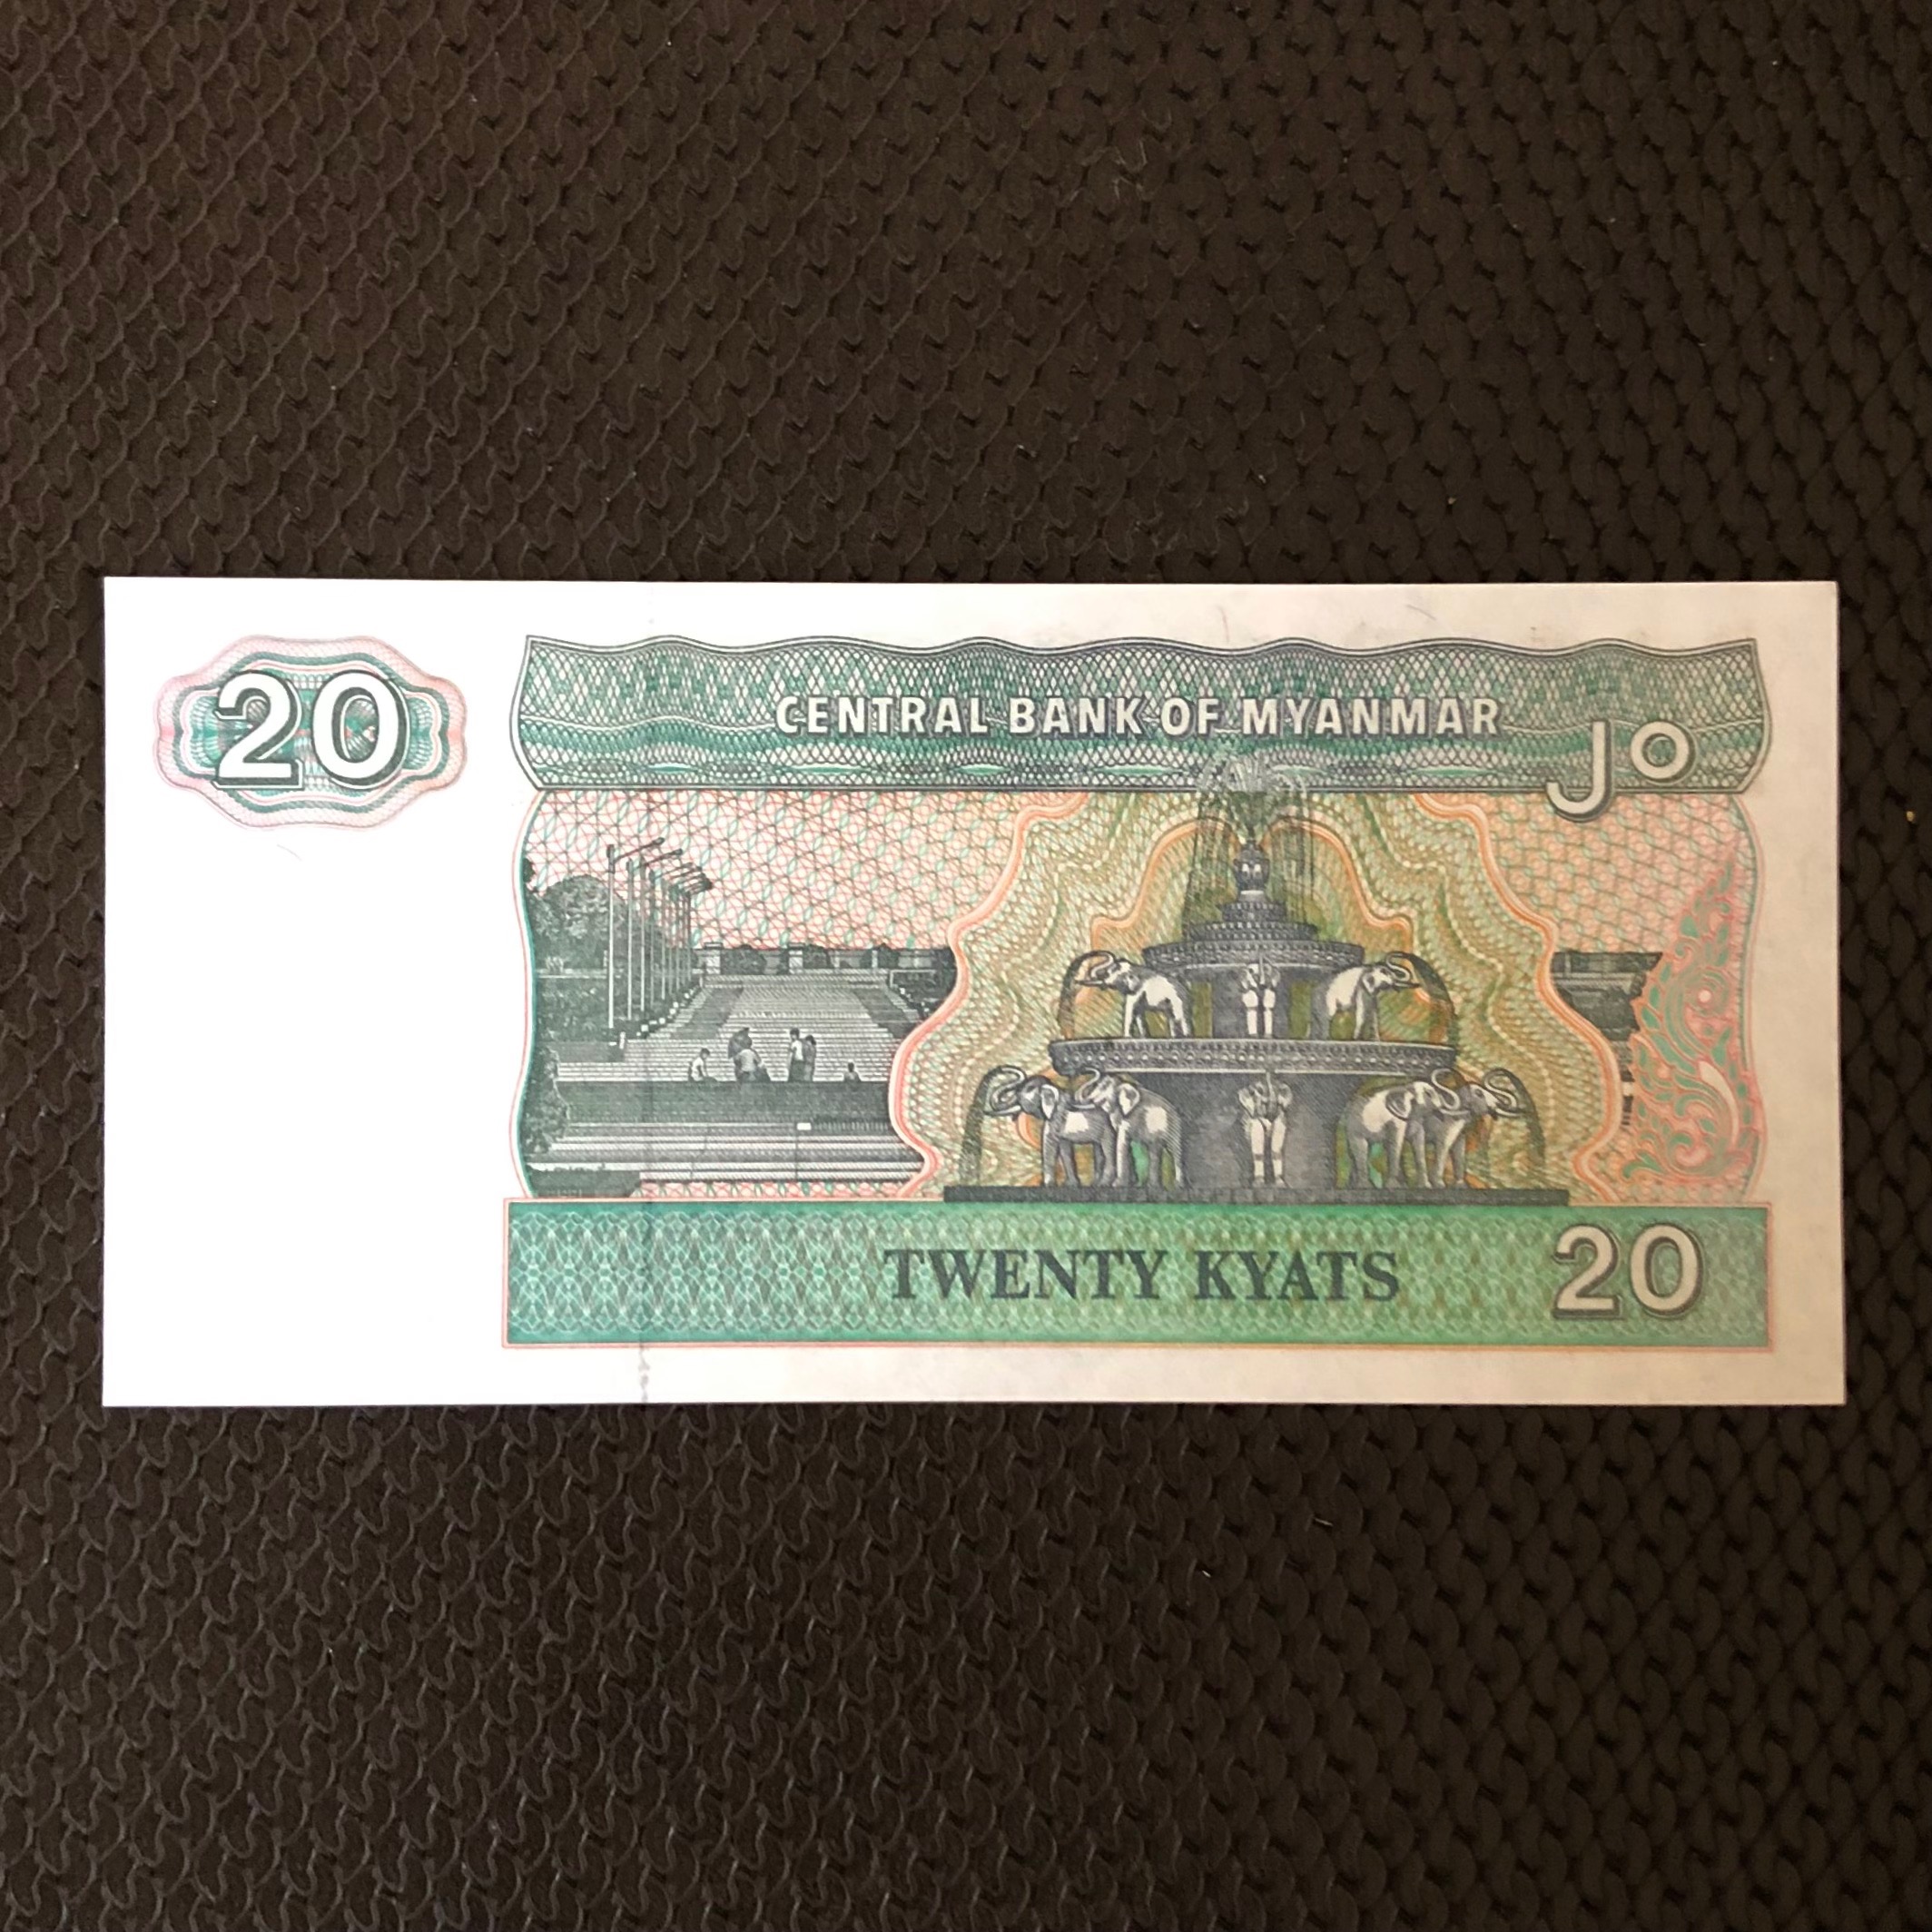 20
CENTRAL BANK OF MYANMAR
၂၀
TWENTY KYATS
20